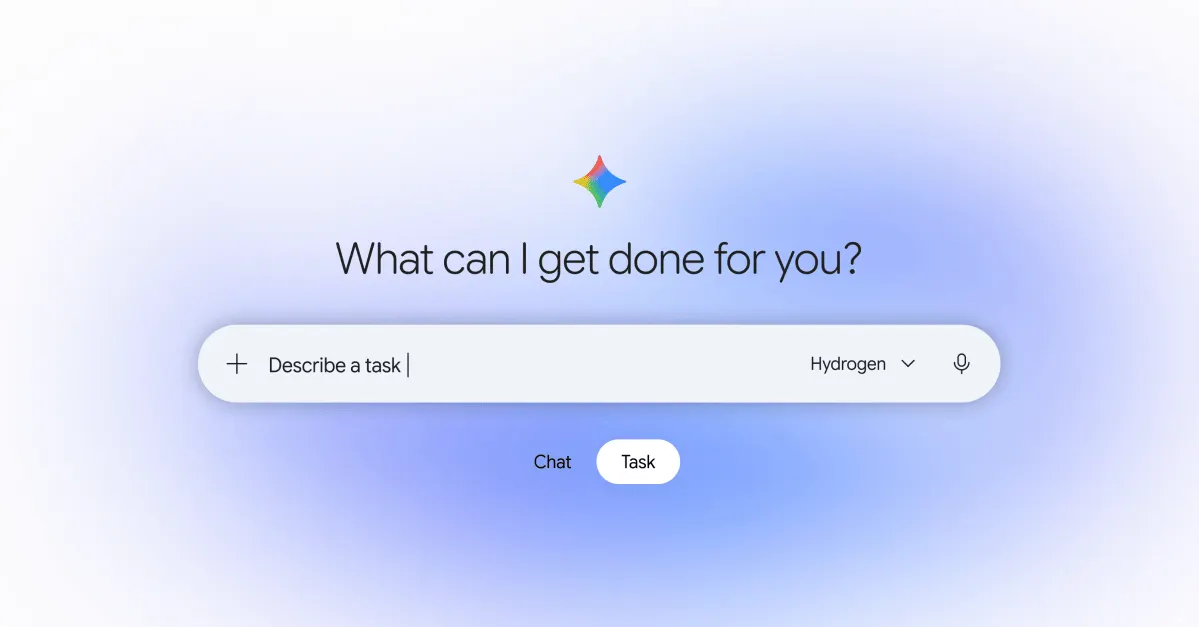 What can I get done for you?
Describe a task
Hydrogen
Chat
Task